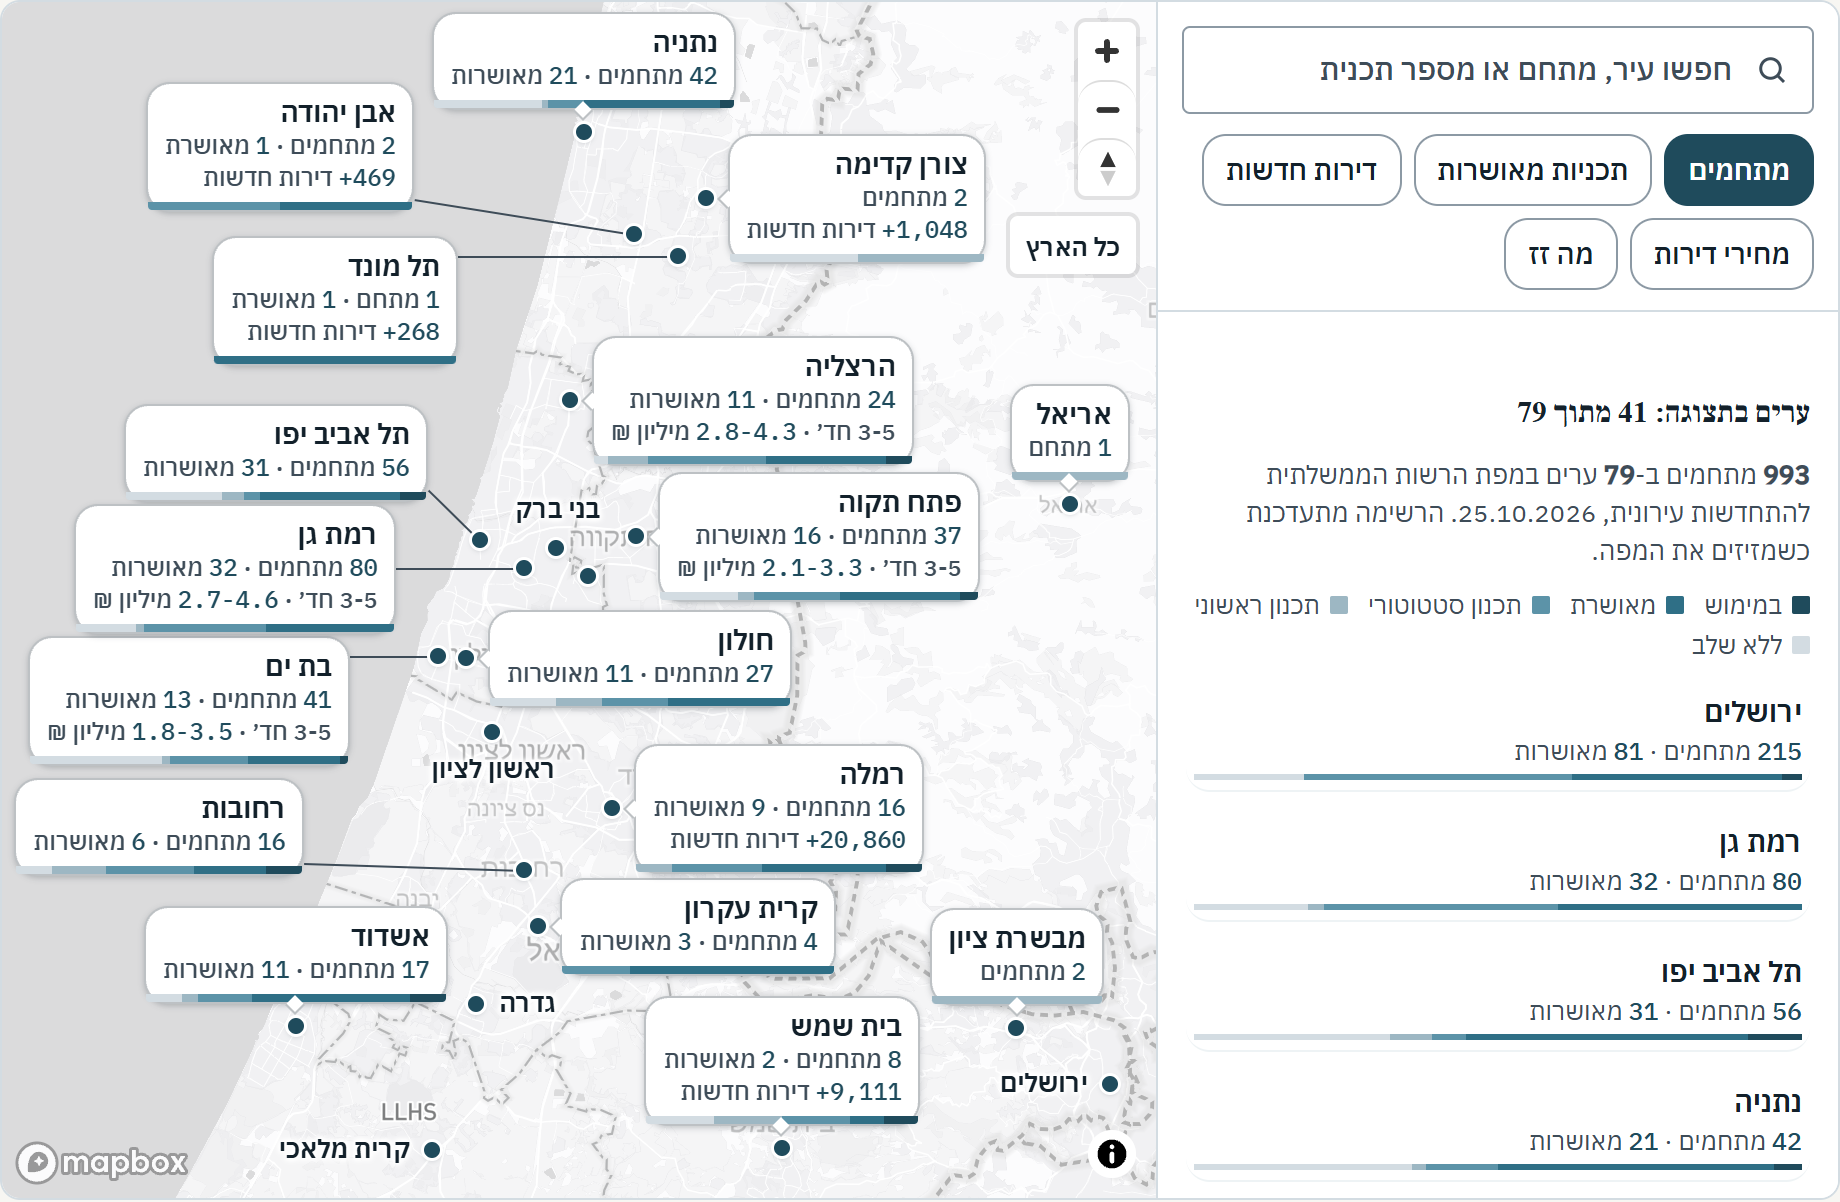 חפשו עיר, מתחם או מספר תכנית
מתחמים
תכניות מאושרות
דירות חדשות
מחירי דירות
מה זז
ערים בתצוגה: 41 מתוך 79
993 מתחמים ב-79 ערים במפת הרשות הממשלתית
להתחדשות עירונית, 25.10.2026. הרשימה מתעדכנת
כשמזיזים את המפה.
במימוש
מאושרת
תכנון סטטוטורי
תכנון ראשוני
ללא שלב
ירושלים
215 מתחמים · 81 מאושרות
רמת גן
80 מתחמים · 32 מאושרות
תל אביב יפו
56 מתחמים · 31 מאושרות
נתניה
42 מתחמים · 21 מאושרות
כל הארץ
נתניה
42 מתחמים · 21 מאושרות
אבן יהודה
2 מתחמים · 1 מאושרת
+469 דירות חדשות
צורן קדימה
2 מתחמים
+1,048 דירות חדשות
תל מונד
1 מתחם · 1 מאושרת
+268 דירות חדשות
הרצליה
24 מתחמים · 11 מאושרות
3-5 חד׳ · 2.8-4.3 מיליון ₪
אריאל
1 מתחם
תל אביב יפו
56 מתחמים · 31 מאושרות
בני ברק
פתח תקוה
37 מתחמים · 16 מאושרות
3-5 חד׳ · 2.1-3.3 מיליון ₪
רמת גן
80 מתחמים · 32 מאושרות
3-5 חד׳ · 2.7-4.6 מיליון ₪
חולון
27 מתחמים · 11 מאושרות
בת ים
41 מתחמים · 13 מאושרות
3-5 חד׳ · 1.8-3.5 מיליון ₪
ראשון לציון
ראשון לציון
נס ציונה
רמלה
16 מתחמים · 9 מאושרות
+20,860 דירות חדשות
רחובות
16 מתחמים · 6 מאושרות
יבנה
קרית עקרון
4 מתחמים · 3 מאושרות
אשדוד
17 מתחמים · 11 מאושרות
מבשרת ציון
2 מתחמים
גדרה
בית שמש
8 מתחמים · 2 מאושרות
+9,111 דירות חדשות
ירושלים
LLHS
קרית מלאכי
mapbox